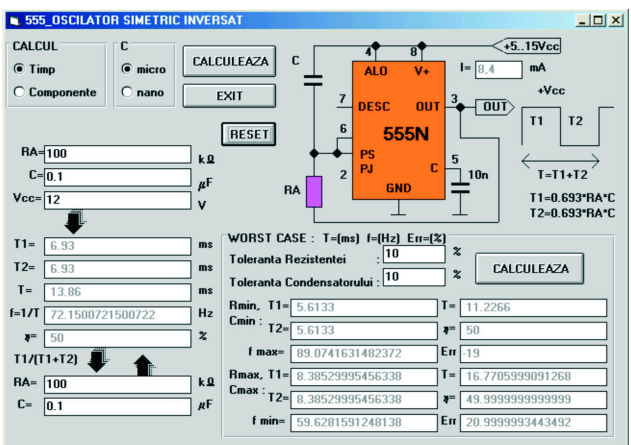 555_OSCILATOR SIMETRIC INVERSAT
CALCUL
Timp
Componente
C
micro
nano
CALCULEAZA
EXIT
RESET
RA= 100 kΩ
C= 0.1 µF
Vcc= 12 V
T1= 6.93 ms
T2= 6.93 ms
T= 13.86 ms
f=1/T 72.1500721500722 Hz
η= 50 %
T1/(T1+T2)
RA= 100 kΩ
C= 0.1 µF
C
4
8
+5..15Vcc
ALO
V+
I= 8,4 mA
+Vcc
7
DESC
OUT
3
OUT
T1
T2
6
555N
PS
2
PJ
C
5
10n
GND
RA
T=T1+T2
T1=0.693*RA*C
T2=0.693*RA*C
WORST CASE : T=(ms) f=(Hz) Err=(%)
Toleranta Rezistentei : 10 %
Toleranta Condensatorului : 10 %
CALCULEAZA
Rmin, T1= 5.6133 T= 11.2266
Cmin : T2= 5.6133 η= 50
f max= 89.0741631482372 Err -19
Rmax, T1= 8.38529995456338 T= 16.7705999091268
Cmax : T2= 8.38529995456338 η= 49.9999999999999
f min= 59.6281591248138 Err 20.9999993443492